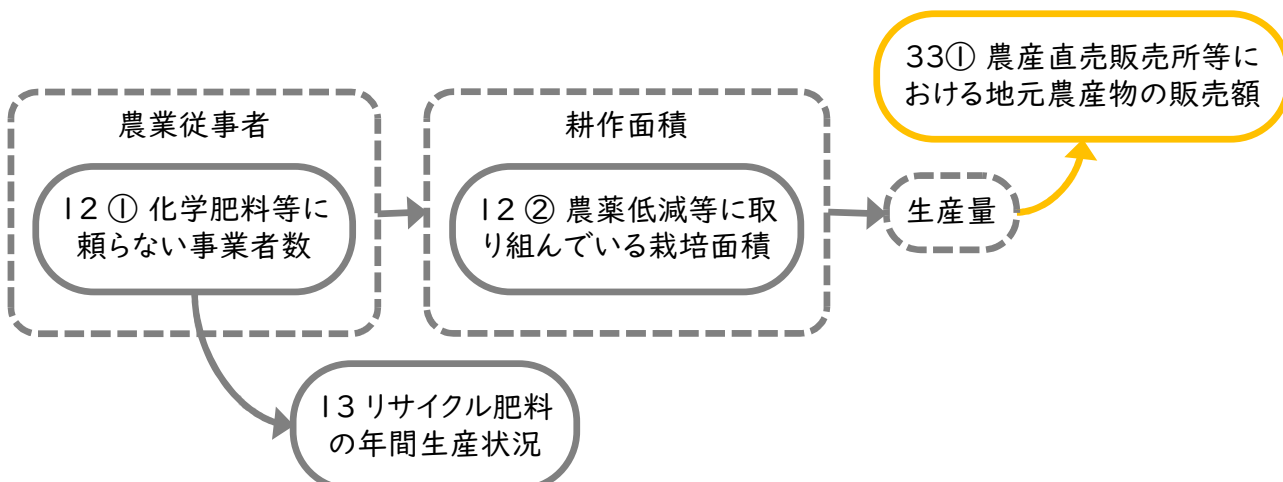 農業従事者
12 ① 化学肥料等に
頼らない事業者数
耕作面積
12 ② 農薬低減等に取
り組んでいる栽培面積
生産量
33① 農産直売販売所等に
おける地元農産物の販売額
13 リサイクル肥料
の年間生産状況